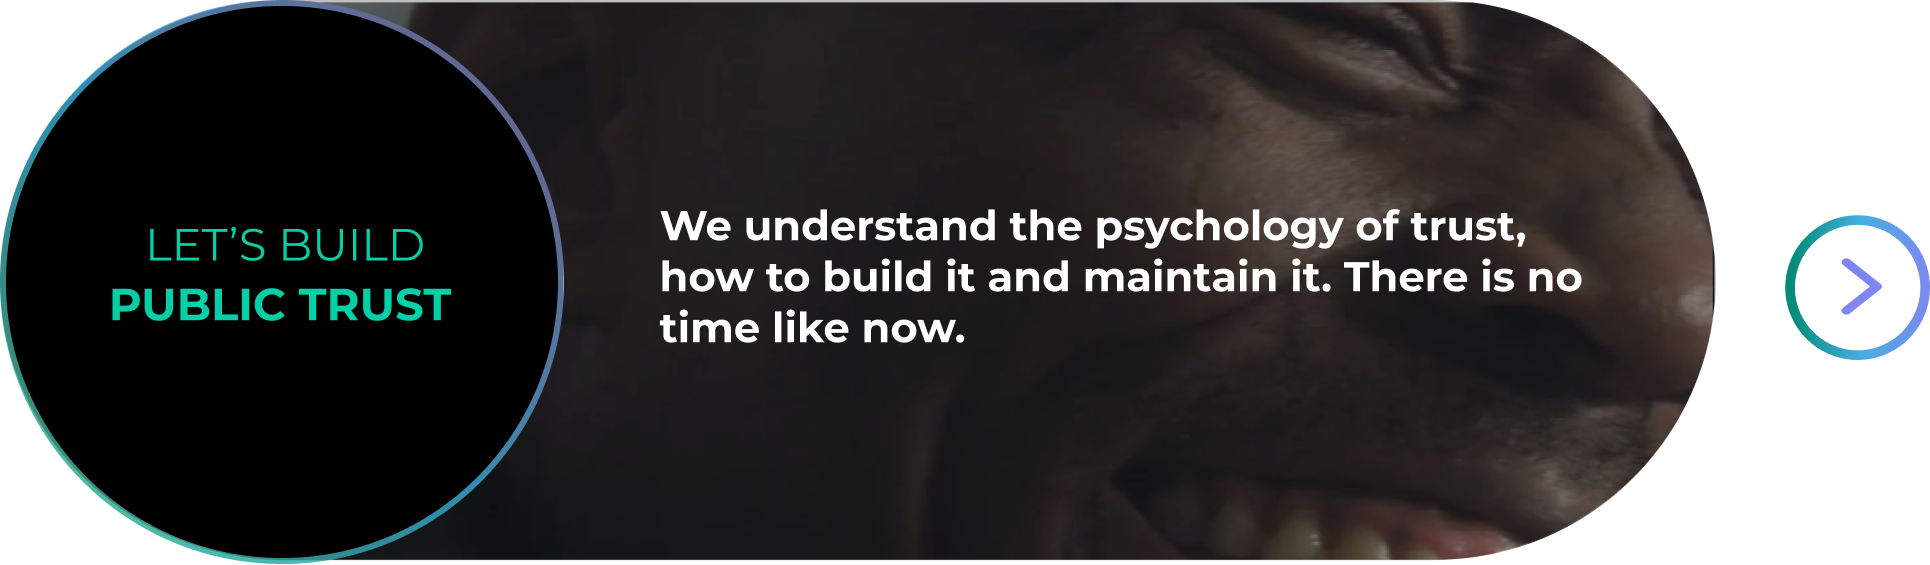 LET’S BUILD
PUBLIC TRUST
We understand the psychology of trust,
how to build it and maintain it. There is no
time like now.